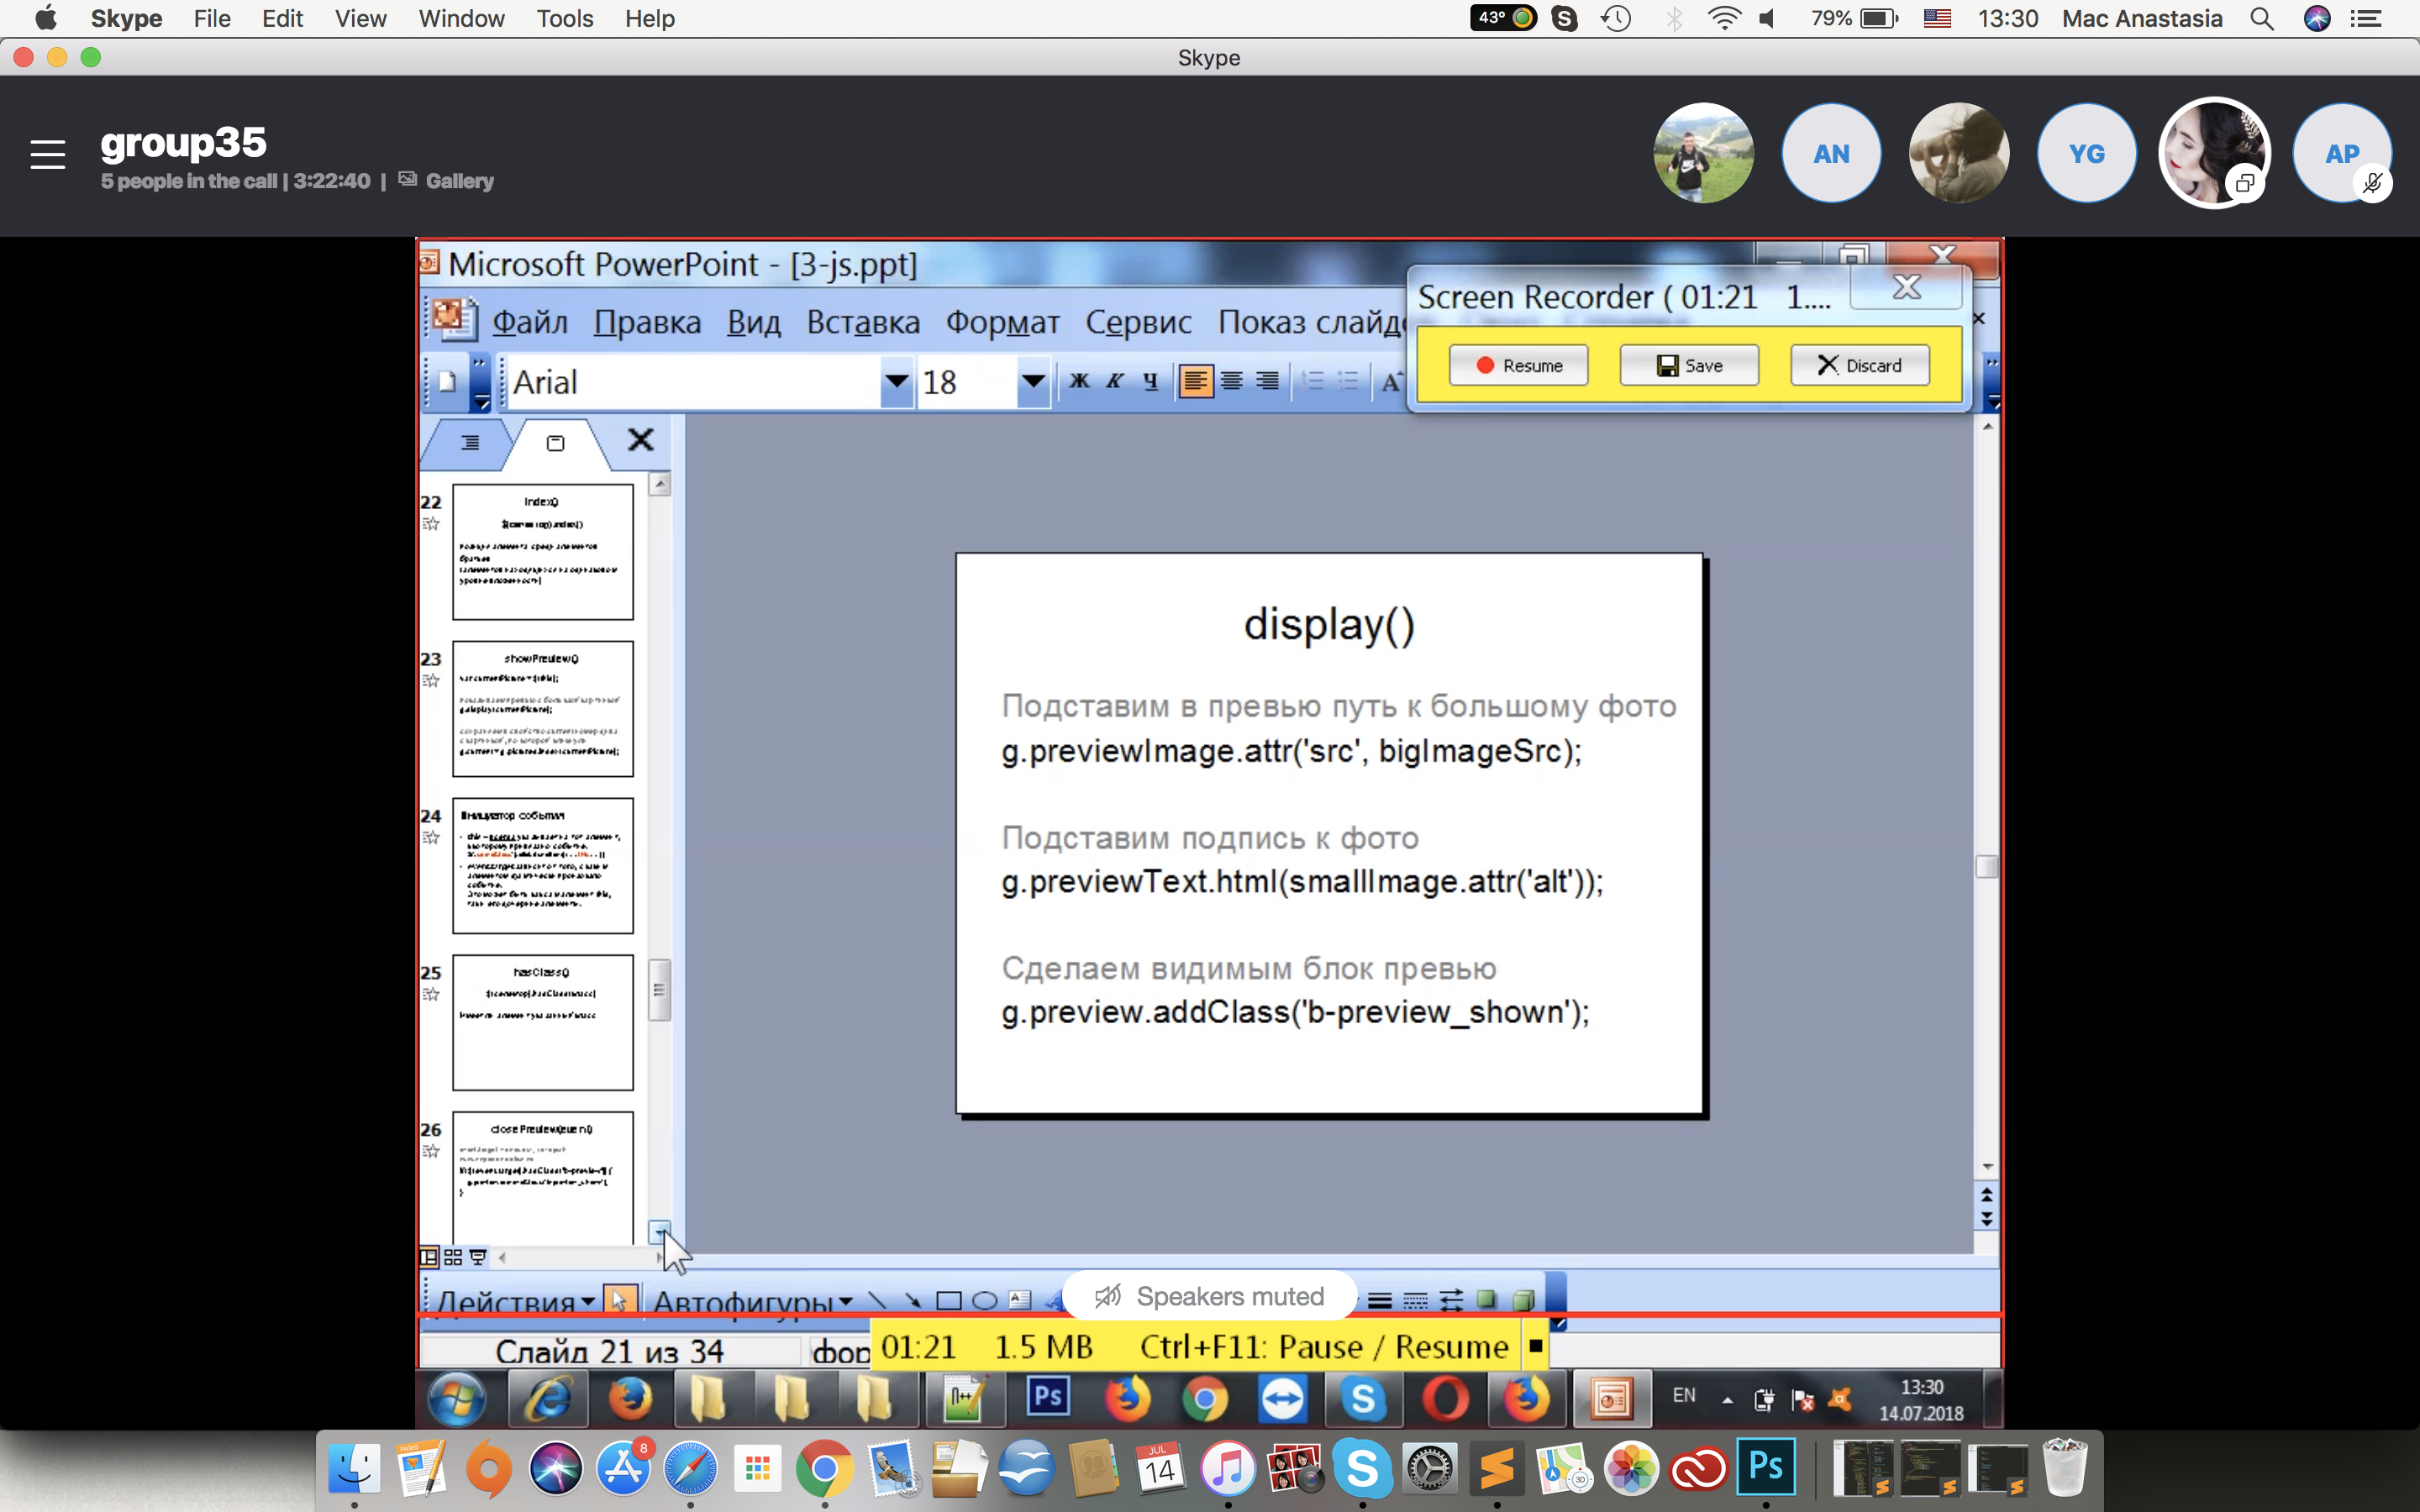 Skype File Edit View Window Tools Help
43° 79% 13:30 Mac Anastasia
Skype
group35
5 people in the call | 3:22:40 | Gallery
AN YG AP
Microsoft PowerPoint - [3-js.ppt]
Screen Recorder ( 01:21 1....
Файл Правка Вид Вставка Формат Сервис Показ слайдо
Resume Save Discard
Arial 18 Ж К Ч
22
index()
23
showPreview()
24
Инициатор события
25
hasClass()
26
closePreview(event)
display()
Подставим в превью путь к большому фото
g.previewImage.attr('src', bigImageSrc);
Подставим подпись к фото
g.previewText.html(smallImage.attr('alt'));
Сделаем видимым блок превью
g.preview.addClass('b-preview_shown');
Speakers muted
Действия Автофигуры
Слайд 21 из 34 фор
01:21 1.5 MB Ctrl+F11: Pause / Resume
EN 13:30
14.07.2018
8
JUL
14
Ps